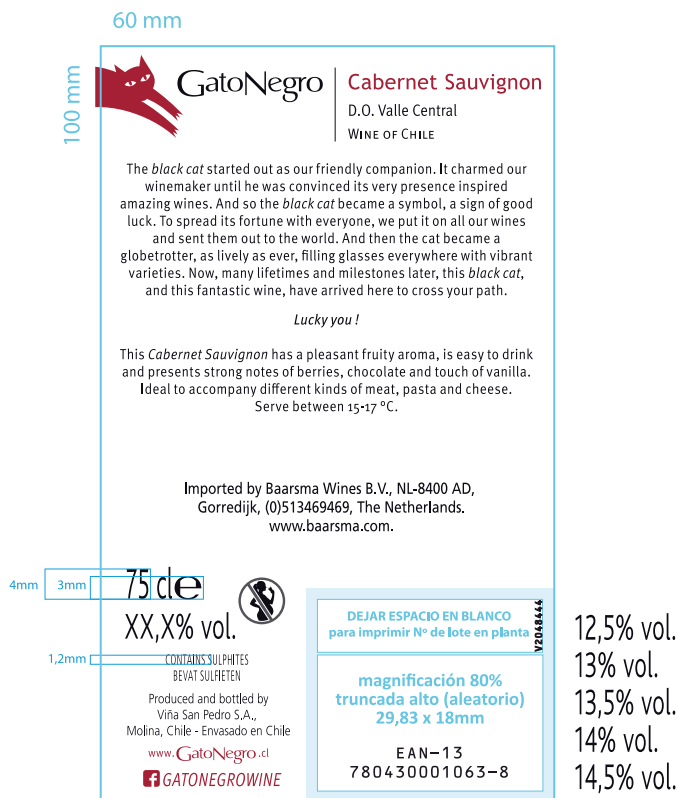 60 mm
100 mm
GatoNegro
Cabernet Sauvignon
D.O. Valle Central
WINE OF CHILE
The black cat started out as our friendly companion. It charmed our
winemaker until he was convinced its very presence inspired
amazing wines. And so the black cat became a symbol, a sign of good
luck. To spread its fortune with everyone, we put it on all our wines
and sent them out to the world. And then the cat became a
globetrotter, as lively as ever, filling glasses everywhere with vibrant
varieties. Now, many lifetimes and milestones later, this black cat,
and this fantastic wine, have arrived here to cross your path.
Lucky you !
This Cabernet Sauvignon has a pleasant fruity aroma, is easy to drink
and presents strong notes of berries, chocolate and touch of vanilla.
Ideal to accompany different kinds of meat, pasta and cheese.
Serve between 15-17 ºC.
Imported by Baarsma Wines B.V., NL-8400 AD,
Gorredijk, (0)513469469, The Netherlands.
www.baarsma.com.
4mm
3mm
75 cl e
XX,X% vol.
1,2mm
CONTAINS SULPHITES
BEVAT SULFIETEN
Produced and bottled by
Viña San Pedro S.A.,
Molina, Chile - Envasado en Chile
www.GatoNegro.cl
f GATONEGROWINE
DEJAR ESPACIO EN BLANCO
para imprimir Nº de lote en planta
V2048444
magnificación 80%
truncada alto (aleatorio)
29,83 x 18mm
EAN-13
780430001063-8
12,5% vol.
13% vol.
13,5% vol.
14% vol.
14,5% vol.